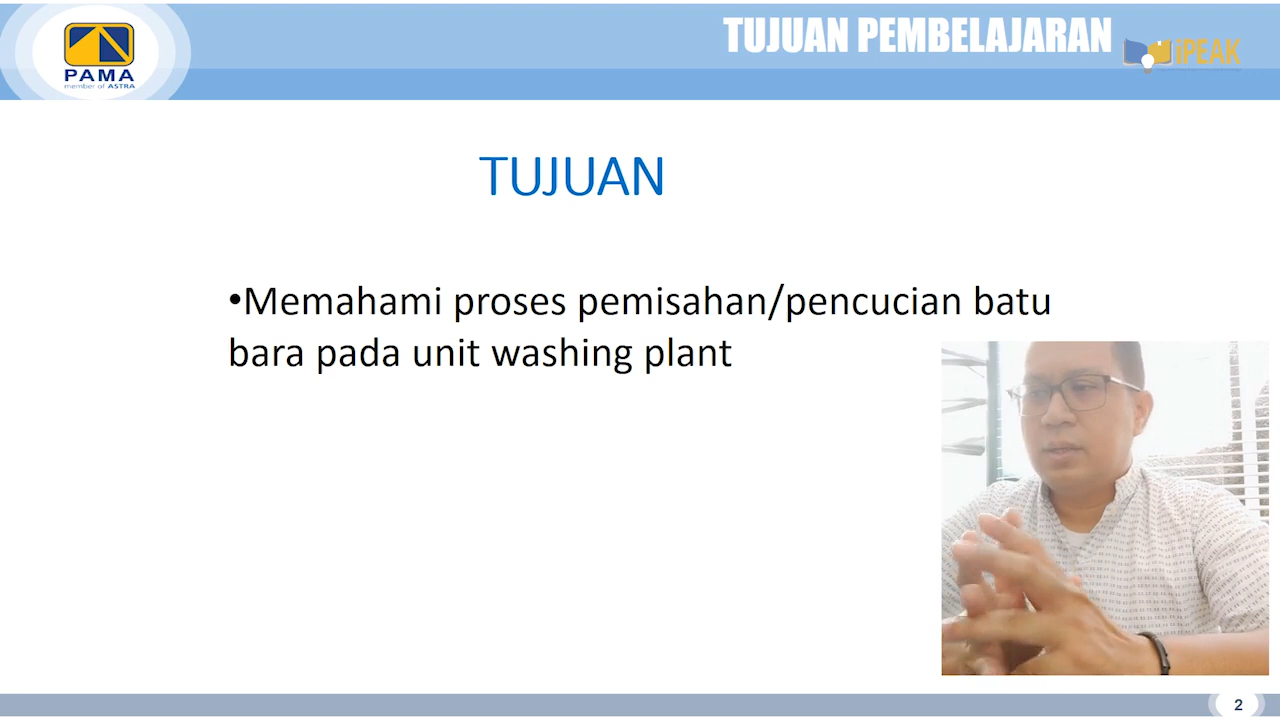 TUJUAN PEMBELAJARAN
iPEAK
PAMA
member of ASTRA
TUJUAN
•Memahami proses pemisahan/pencucian batu
bara pada unit washing plant
2